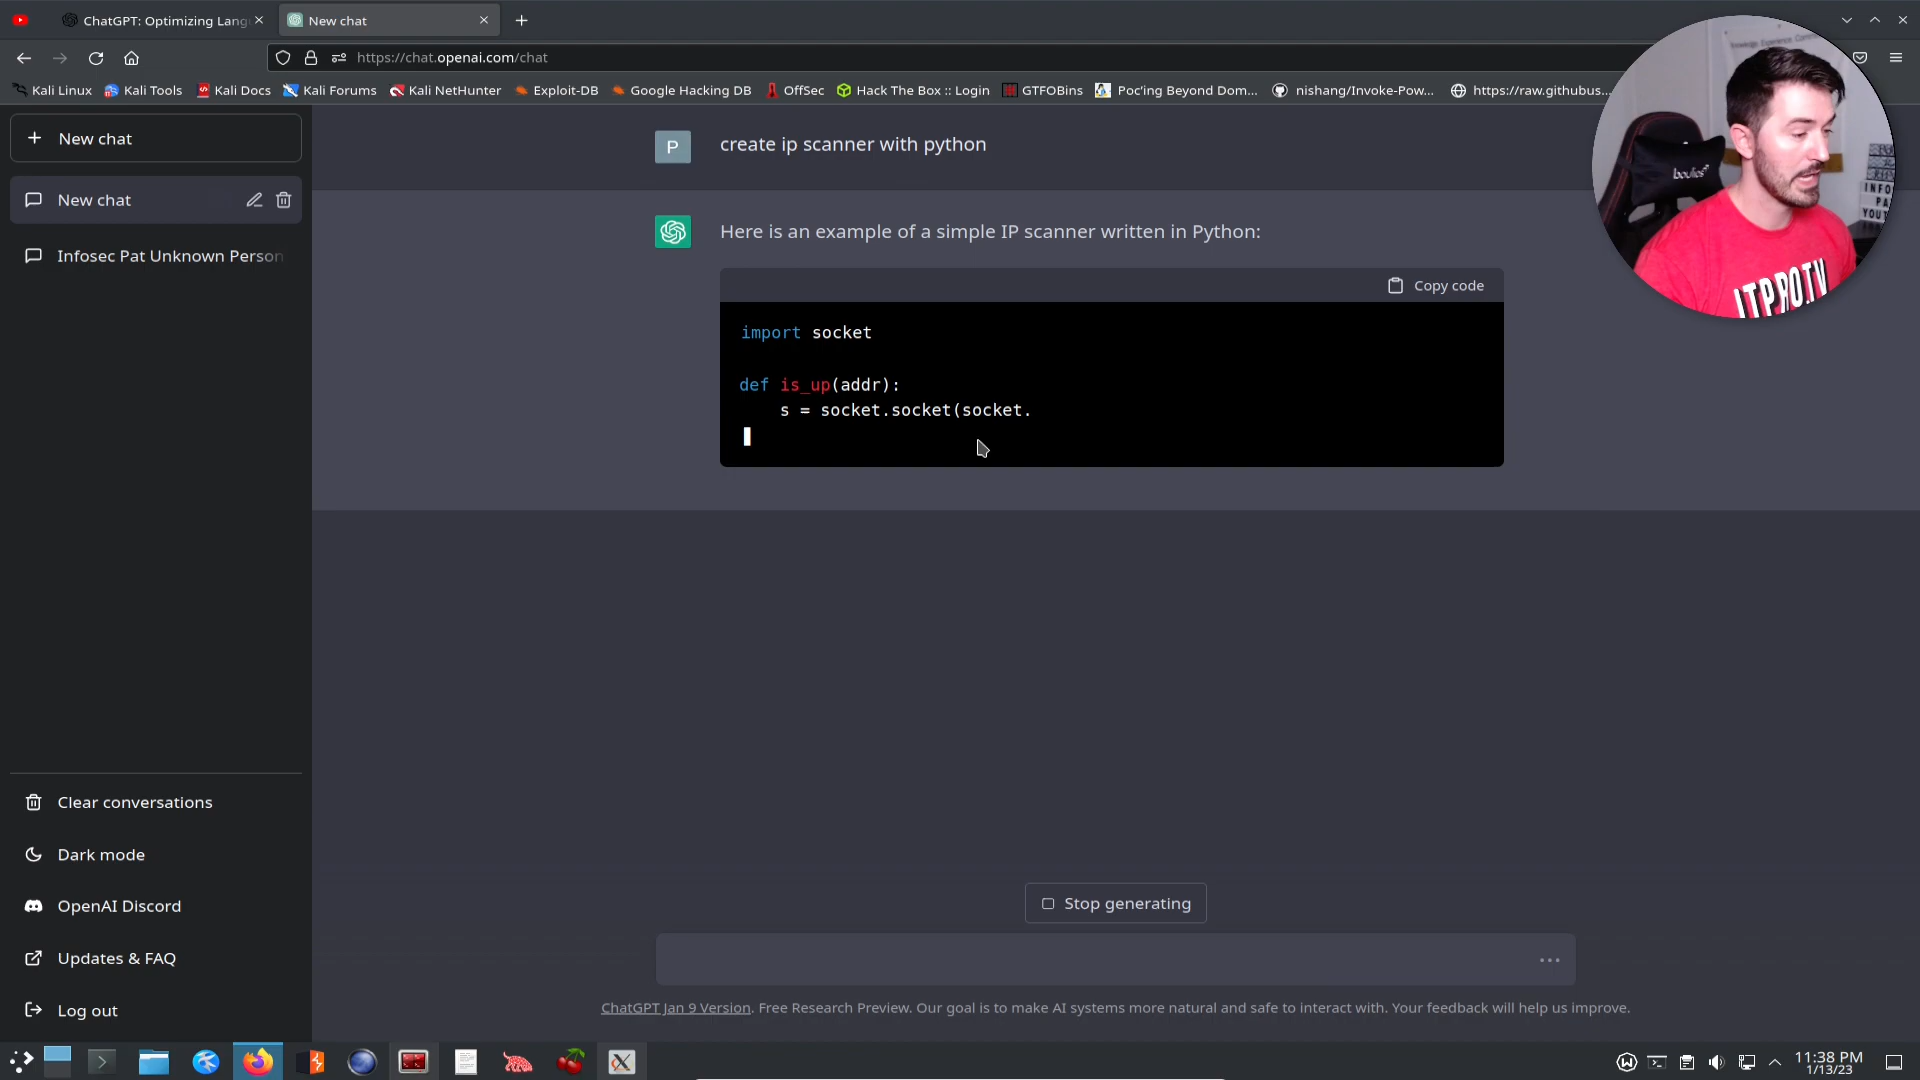 ChatGPT: Optimizing Lang
New chat
https://chat.openai.com/chat
Kali Linux
Kali Tools
Kali Docs
Kali Forums
Kali NetHunter
Exploit-DB
Google Hacking DB
OffSec
Hack The Box :: Login
GTFOBins
Poc'ing Beyond Dom...
nishang/Invoke-Pow...
https://raw.githubus...
New chat
New chat
Infosec Pat Unknown Person
P
create ip scanner with python
Here is an example of a simple IP scanner written in Python:
Copy code
import socket
def is_up(addr):
s = socket.socket(socket.
boulies
ITPRO.TV
INFO
PA
YOUT
Clear conversations
Dark mode
OpenAI Discord
Updates & FAQ
Log out
Stop generating
ChatGPT Jan 9 Version. Free Research Preview. Our goal is to make AI systems more natural and safe to interact with. Your feedback will help us improve.
11:38 PM
1/13/23